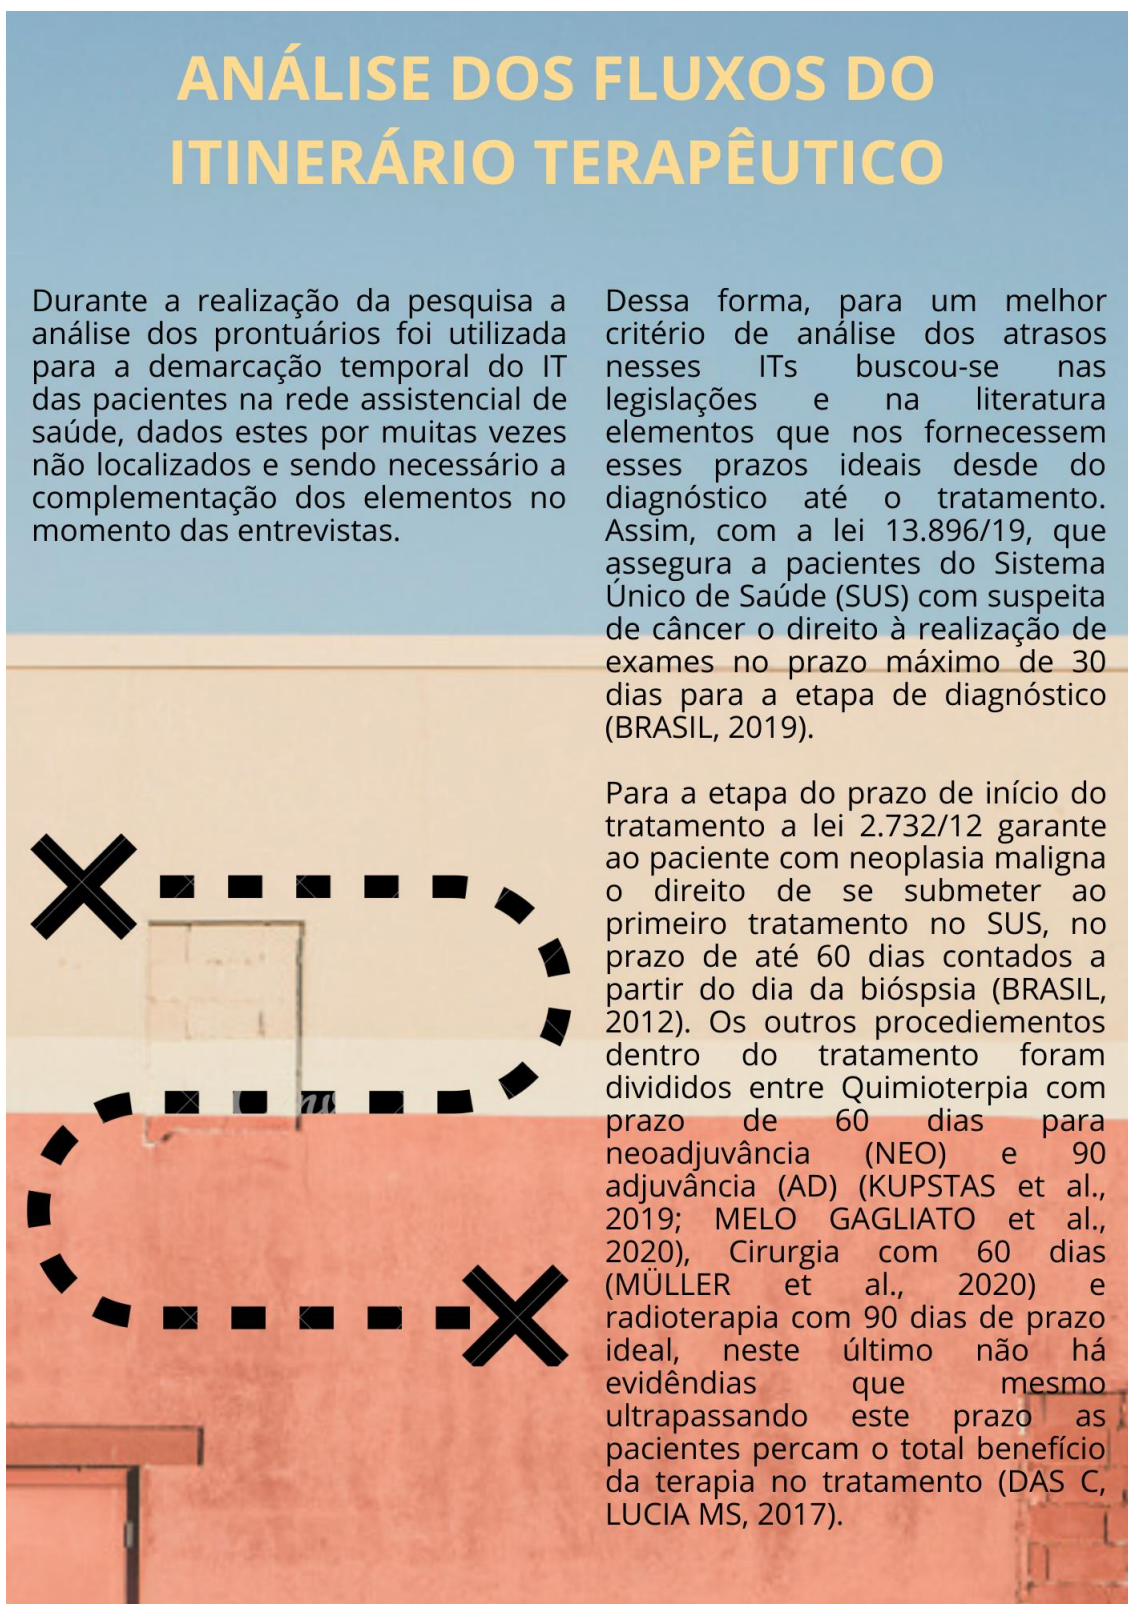 ANÁLISE DOS FLUXOS DO
ITINERÁRIO TERAPÊUTICO
Durante a realização da pesquisa a
análise dos prontuários foi utilizada
para a demarcação temporal do IT
das pacientes na rede assistencial de
saúde, dados estes por muitas vezes
não localizados e sendo necessário a
complementação dos elementos no
momento das entrevistas.
Dessa forma, para um melhor
critério de análise dos atrasos
nesses ITs buscou-se nas
legislações e na literatura
elementos que nos fornecessem
esses prazos ideais desde do
diagnóstico até o tratamento.
Assim, com a lei 13.896/19, que
assegura a pacientes do Sistema
Único de Saúde (SUS) com suspeita
de câncer o direito à realização de
exames no prazo máximo de 30
dias para a etapa de diagnóstico
(BRASIL, 2019).
Para a etapa do prazo de início do
tratamento a lei 2.732/12 garante
ao paciente com neoplasia maligna
o direito de se submeter ao
primeiro tratamento no SUS, no
prazo de até 60 dias contados a
partir do dia da bióspsia (BRASIL,
2012). Os outros procediementos
dentro do tratamento foram
divididos entre Quimioterpia com
prazo de 60 dias para
neoadjuvância (NEO) e 90
adjuvância (AD) (KUPSTAS et al.,
2019; MELO GAGLIATO et al.,
2020), Cirurgia com 60 dias
(MÜLLER et al., 2020) e
radioterapia com 90 dias de prazo
ideal, neste último não há
evidêndias que mesmo
ultrapassando este prazo as
pacientes percam o total benefício
da terapia no tratamento (DAS C,
LUCIA MS, 2017).